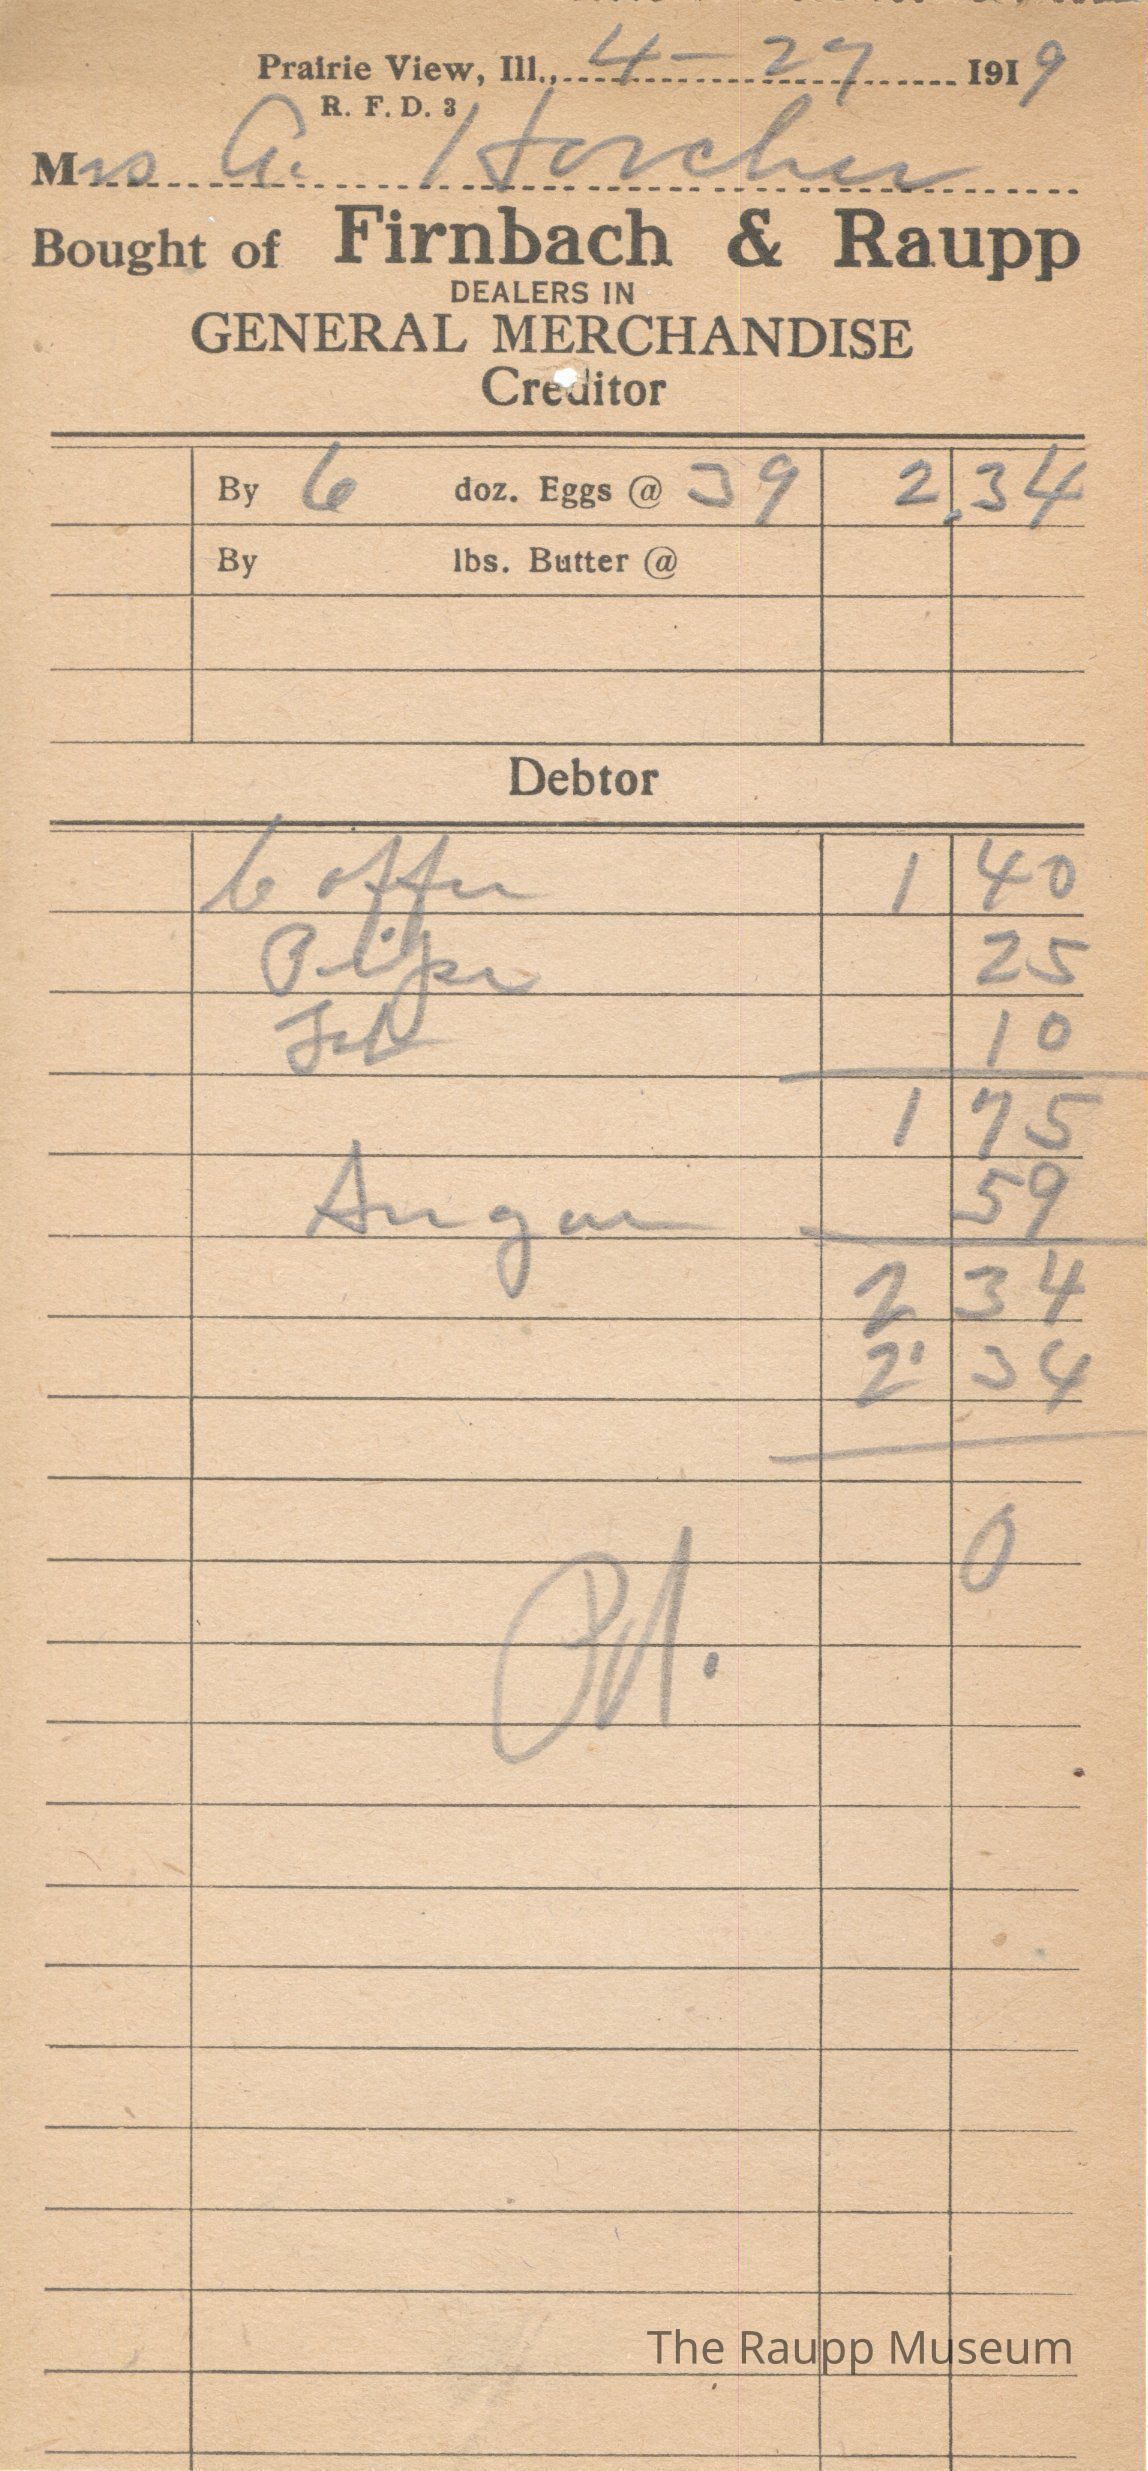 Prairie View, Ill., 4 - 27 1919
R. F. D. 3
Mrs A. Horcher
Bought of Firnbach & Raupp
DEALERS IN
GENERAL MERCHANDISE
Creditor
By 6 doz. Eggs @ 39 2.34
By lbs. Butter @
Debtor
Coffee 1 40
25
10
1 75
Sugar 59
2 34
2 34
0
Pd.
The Raupp Museum